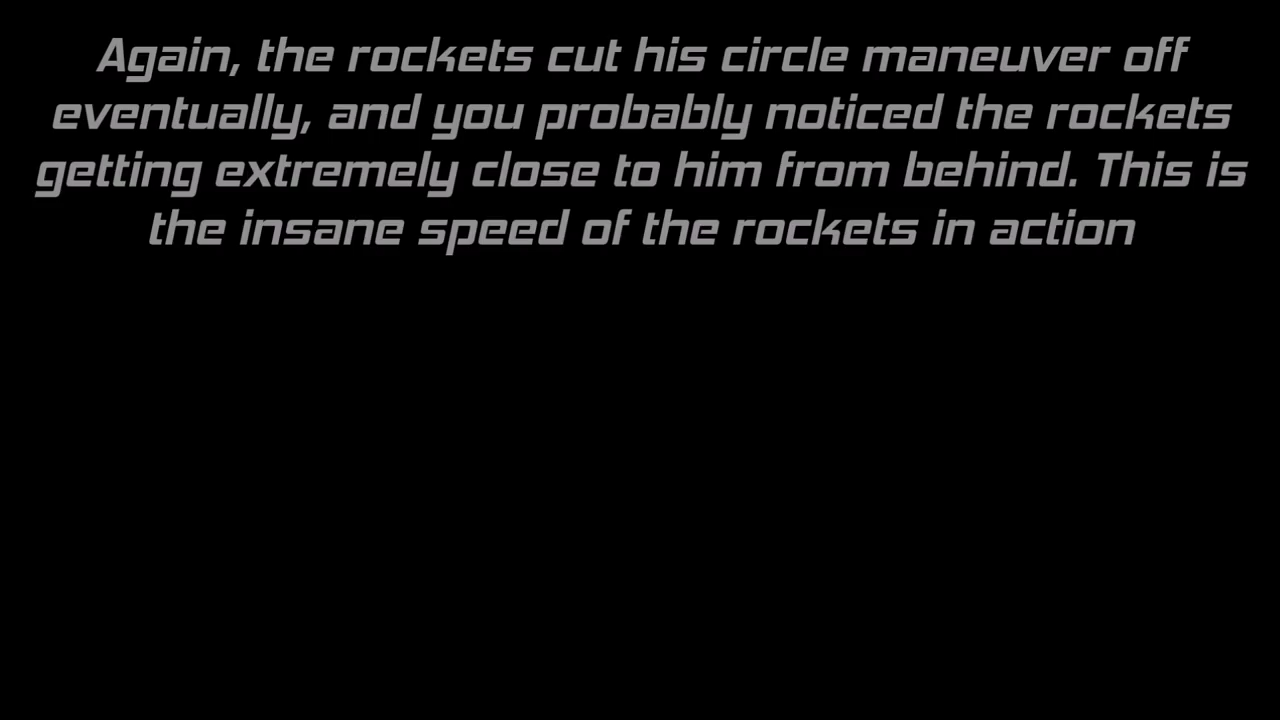 Again, the rockets cut his circle maneuver off
eventually, and you probably noticed the rockets
getting extremely close to him from behind. This is
the insane speed of the rockets in action